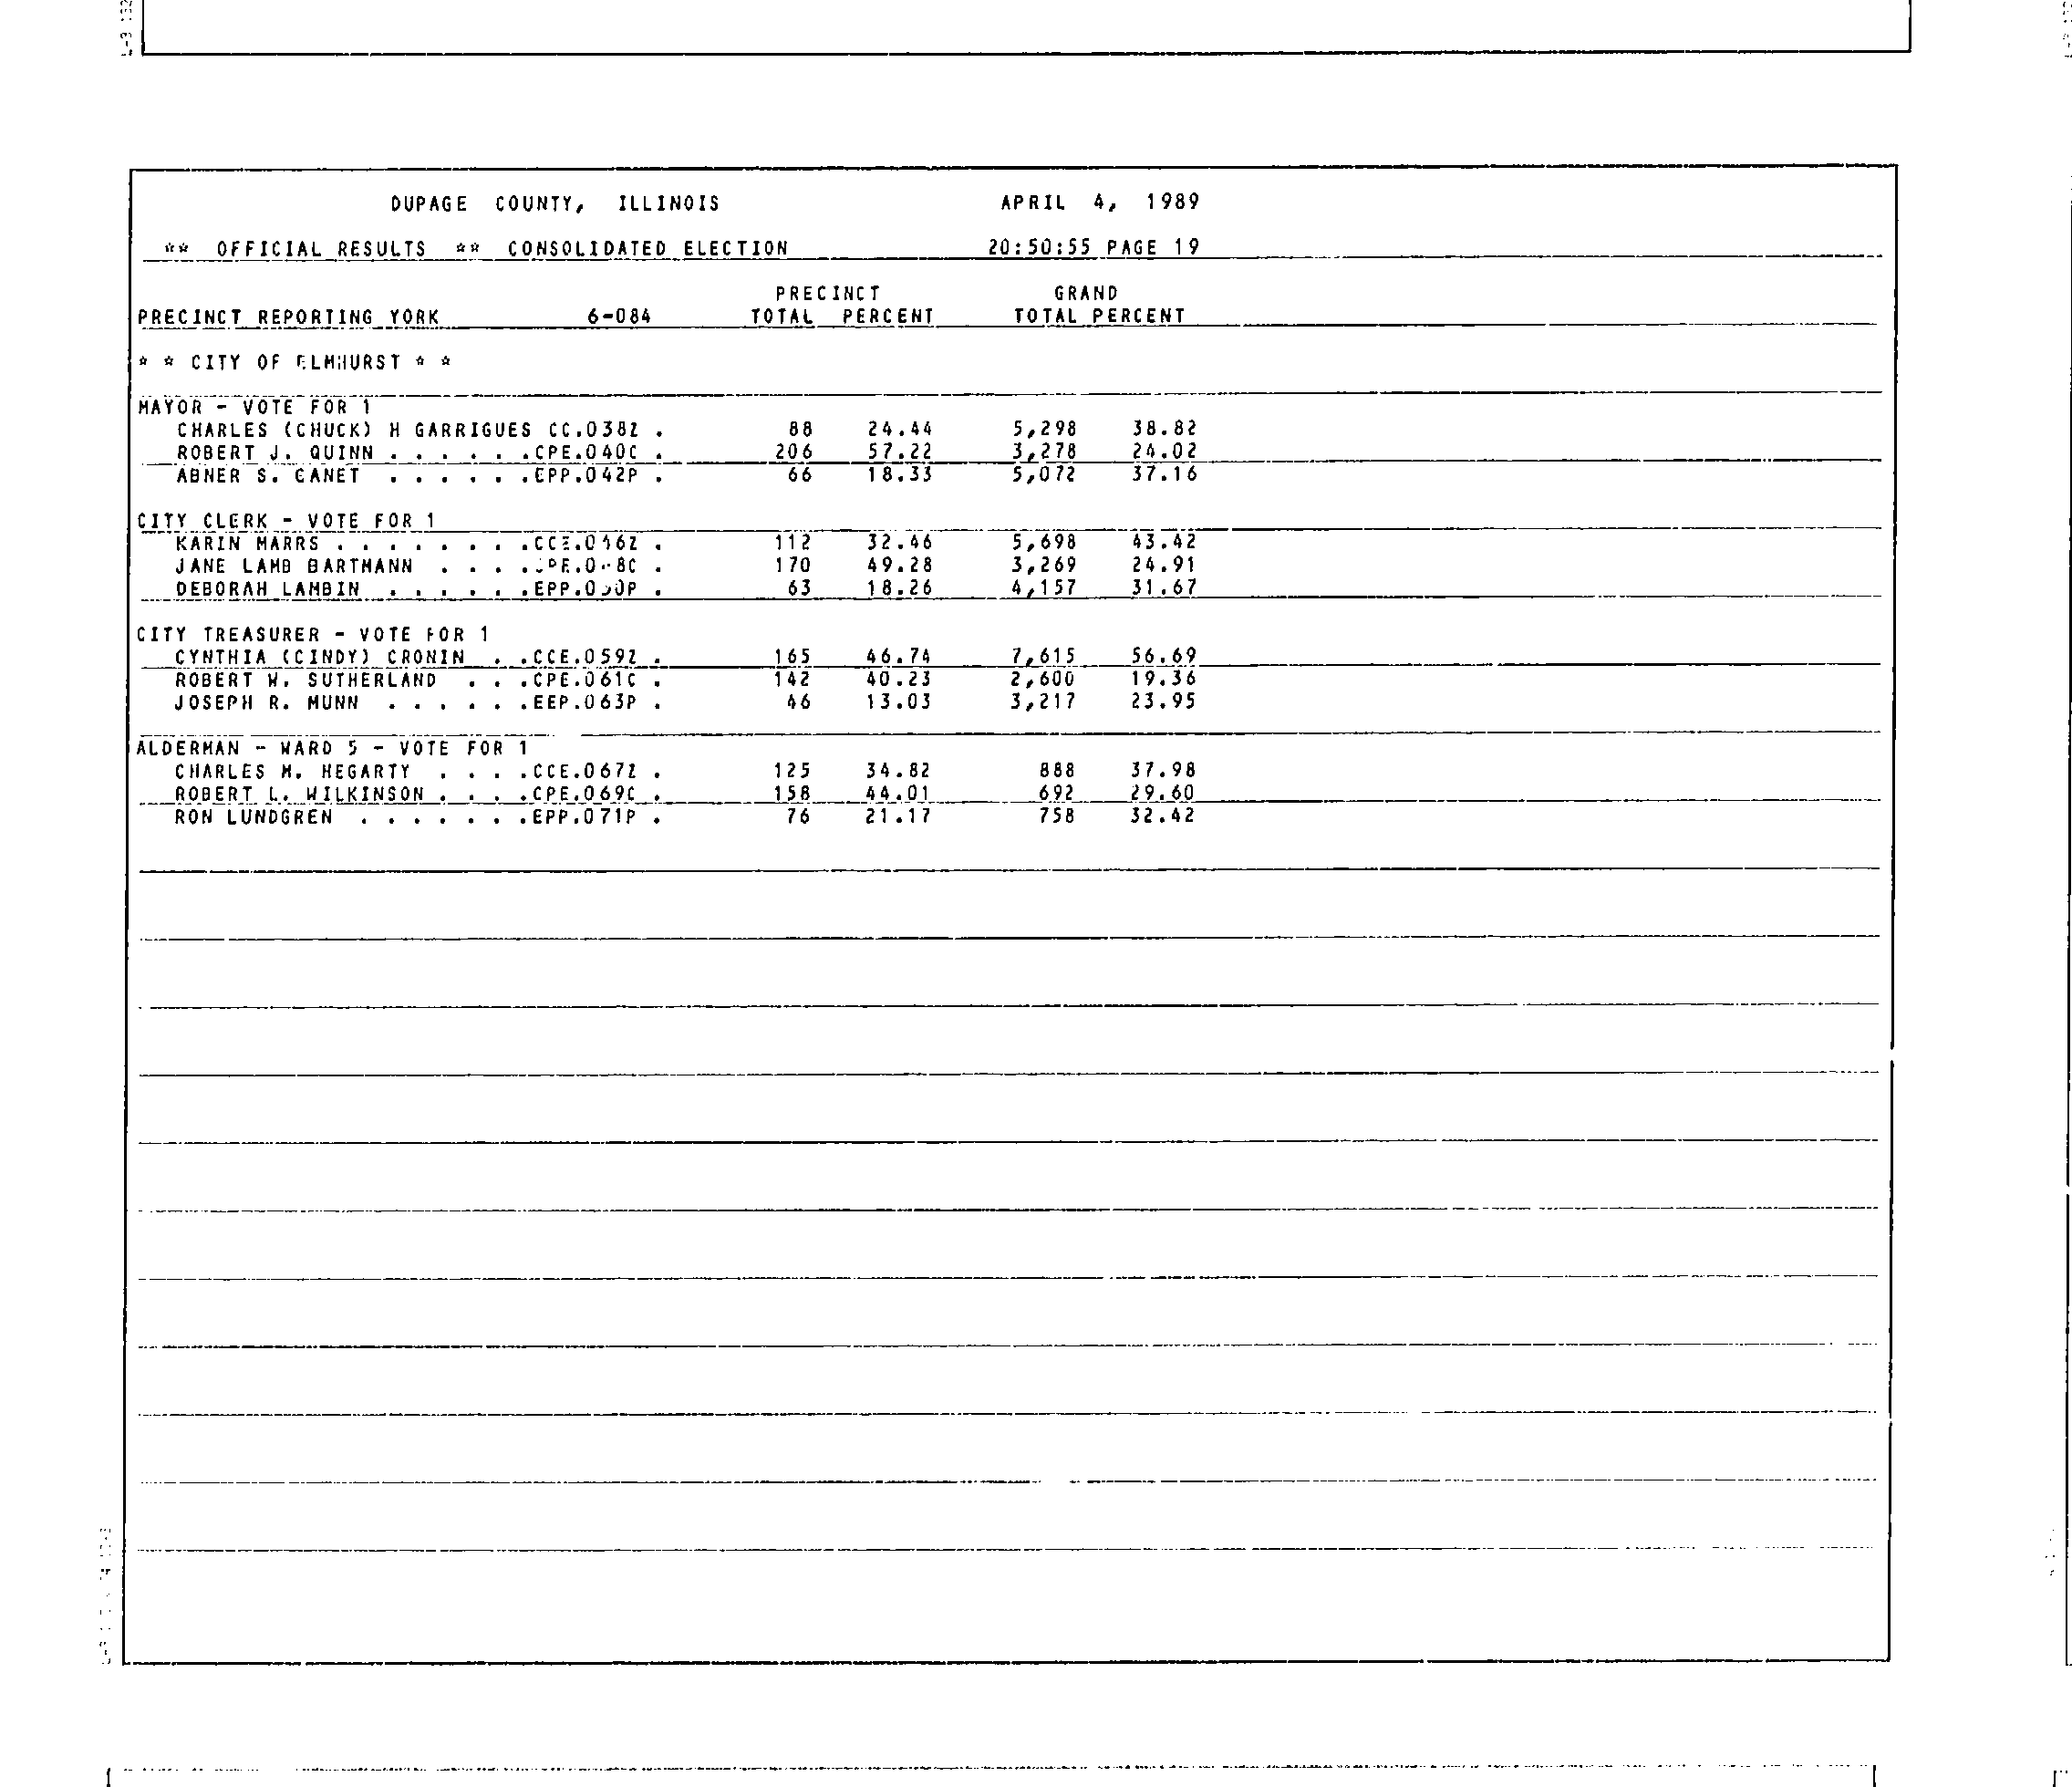 DUPAGE COUNTY, ILLINOIS APRIL 4, 1989
** OFFICIAL RESULTS ** CONSOLIDATED ELECTION 20:50:55 PAGE 19
PRECINCT GRAND
PRECINCT REPORTING YORK 6-084 TOTAL PERCENT TOTAL PERCENT
* * CITY OF ELMHURST * *
MAYOR - VOTE FOR 1
CHARLES (CHUCK) H GARRIGUES CC.038Z . 88 24.44 5,298 38.82
ROBERT J. QUINN . . . . . .CPE.040C . 206 57.22 3,278 24.02
ABNER S. GANET . . . . . .EPP.042P . 66 18.33 5,072 37.16
CITY CLERK - VOTE FOR 1
KARIN MARRS . . . . . . . .CCE.046Z . 112 32.46 5,698 43.42
JANE LAMB BARTMANN . . . . 170 49.28 3,269 24.91
DEBORAH LAMBIN . . . . . . 63 18.26 4,157 31.67
CITY TREASURER - VOTE FOR 1
CYNTHIA (CINDY) CRONIN . .CCE.059Z . 165 46.74 7,615 56.69
ROBERT W. SUTHERLAND . . .CPE.061C . 142 40.23 2,600 19.36
JOSEPH R. MUNN . . . . . .EEP.063P . 46 13.03 3,217 23.95
ALDERMAN - WARD 5 - VOTE FOR 1
CHARLES M. HEGARTY . . . .CCE.067Z . 125 34.82 888 37.98
ROBERT L. WILKINSON . . . .CPE.069C . 158 44.01 692 29.60
RON LUNDGREN . . . . . . .EPP.071P . 76 21.17 758 32.42